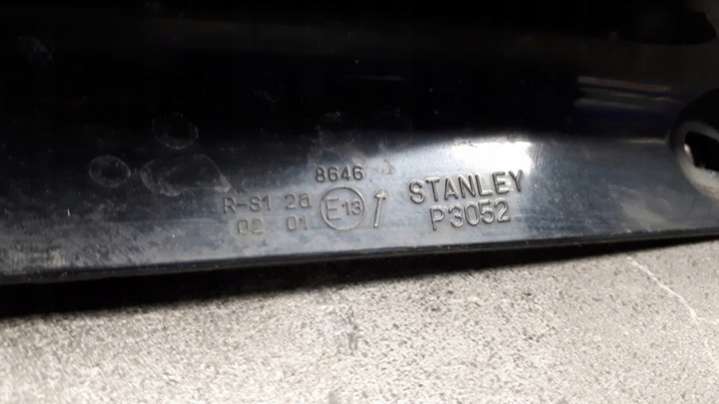 8646
R-S1 2a
02 01 E13 ↑
STANLEY
P3052